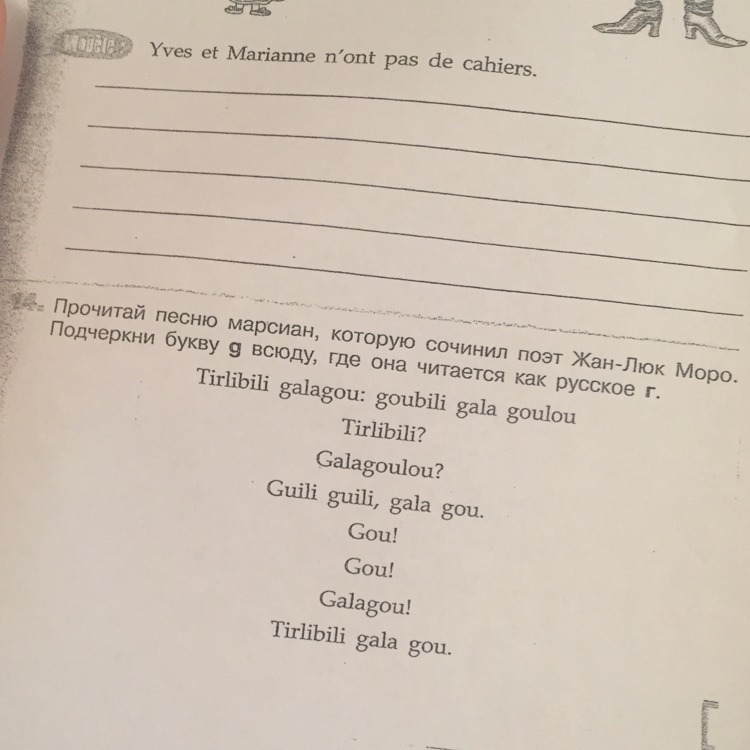 Modèle
Yves et Marianne n'ont pas de cahiers.
14. Прочитай песню марсиан, которую сочинил поэт Жан-Люк Моро.
Подчеркни букву g всюду, где она читается как русское г.
Tirlibili galagou: goubili gala goulou
Tirlibili?
Galagoulou?
Guili guili, gala gou.
Gou!
Gou!
Galagou!
Tirlibili gala gou.